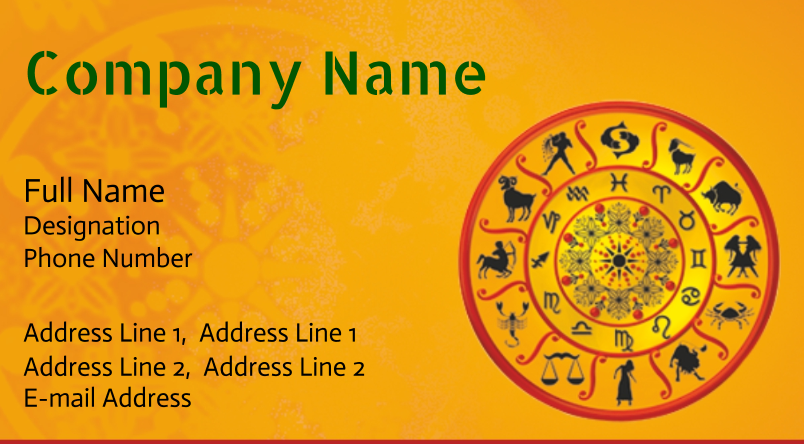 Company Name
Full Name
Designation
Phone Number
Address Line 1,  Address Line 1
Address Line 2,  Address Line 2
E-mail Address